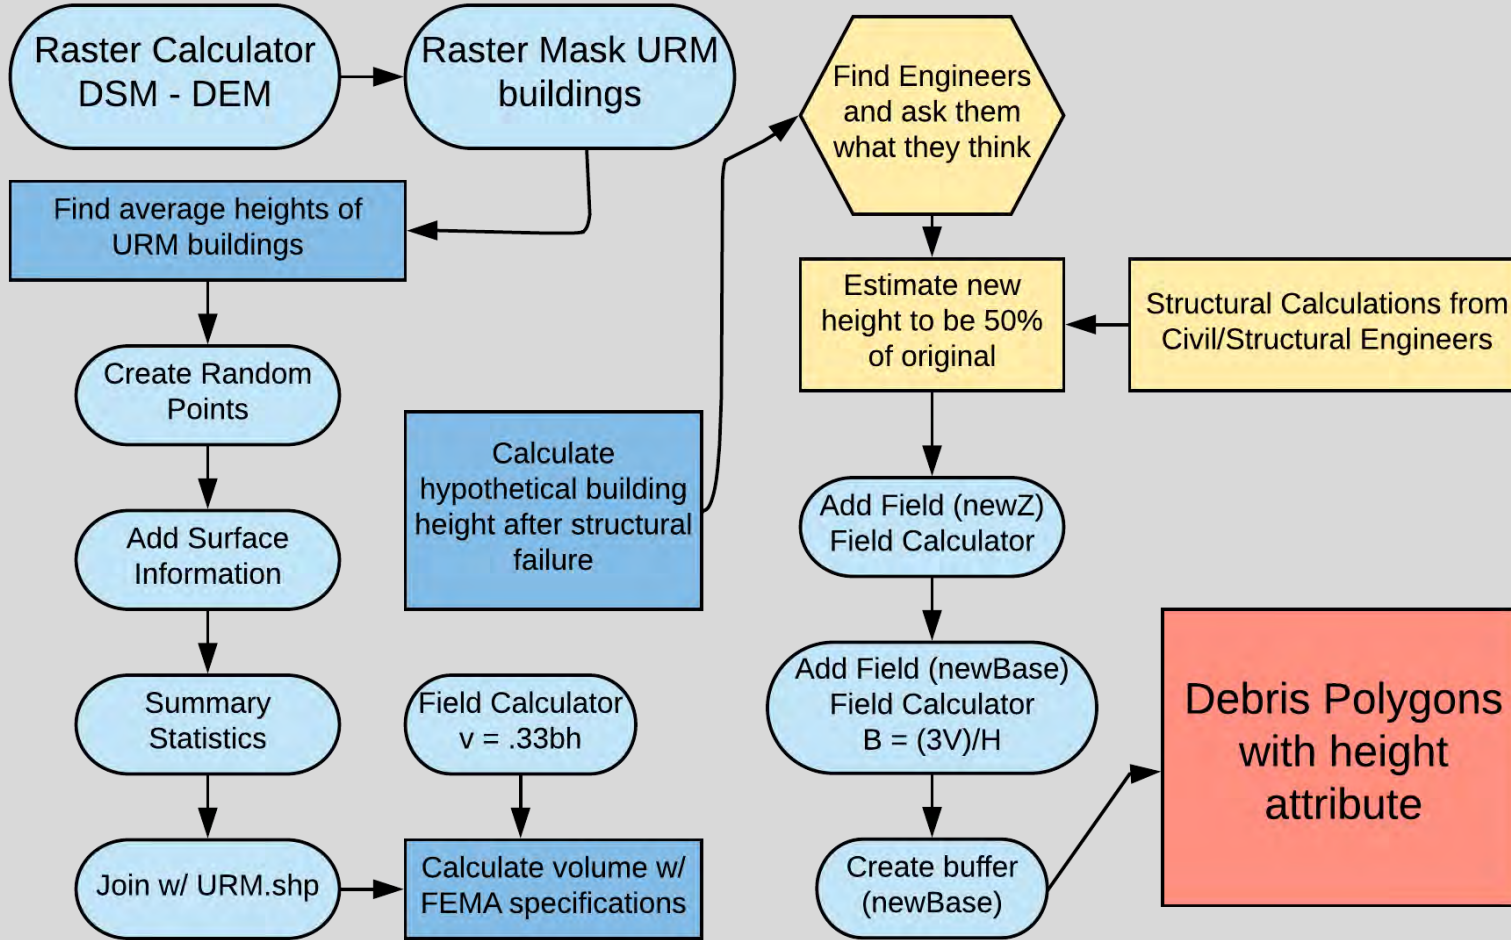 Raster Calculator
DSM - DEM
Raster Mask URM
buildings
Find average heights of
URM buildings
Create Random
Points
Add Surface
Information
Summary
Statistics
Join w/ URM.shp
Calculate
hypothetical building
height after structural
failure
Field Calculator
v = .33bh
Calculate volume w/
FEMA specifications
Find Engineers
and ask them
what they think
Estimate new
height to be 50%
of original
Structural Calculations from
Civil/Structural Engineers
Add Field (newZ)
Field Calculator
Add Field (newBase)
Field Calculator
B = (3V)/H
Create buffer
(newBase)
Debris Polygons
with height
attribute